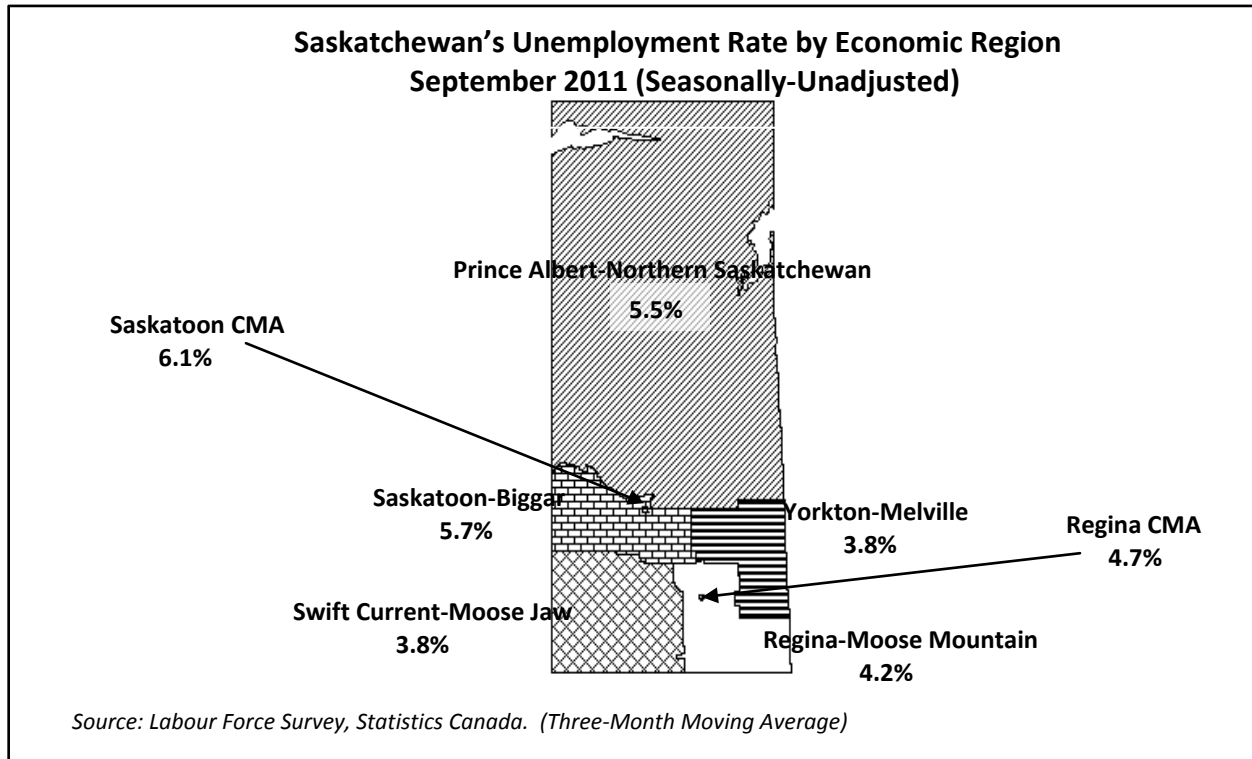 Saskatchewan’s Unemployment Rate by Economic Region
September 2011 (Seasonally-Unadjusted)
Prince Albert-Northern Saskatchewan
5.5%
Saskatoon CMA
6.1%
Saskatoon-Biggar
5.7%
Yorkton-Melville
3.8%
Regina CMA
4.7%
Swift Current-Moose Jaw
3.8%
Regina-Moose Mountain
4.2%
Source: Labour Force Survey, Statistics Canada. (Three-Month Moving Average)